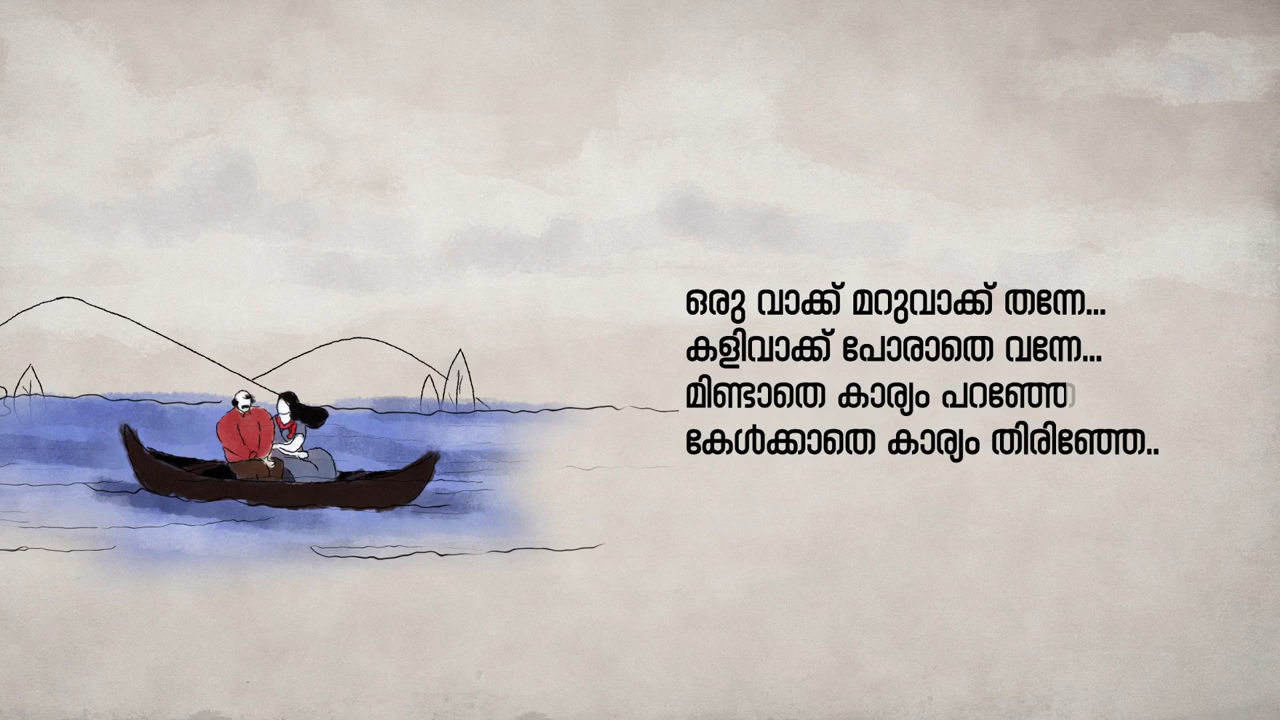 ഒരു വാക്ക് മറുവാക്ക് തന്നേ...
കളിവാക്ക് പോരാതെ വന്നേ...
മിണ്ടാതെ കാര്യം പറഞ്ഞോ
കേൾക്കാതെ കാര്യം തിരിഞ്ഞേ..